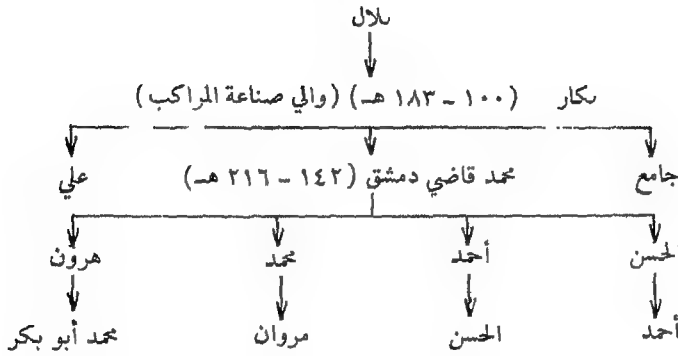 بلال
بكار (١٠٠ - ١٨٣ هـ) (والي صناعة المراكب)
جامع محمد قاضي دمشق (١٤٢ - ٢١٦ هـ) علي
الحسن أحمد محمد هرون
أحمد الحسن مروان محمد أبو بكر